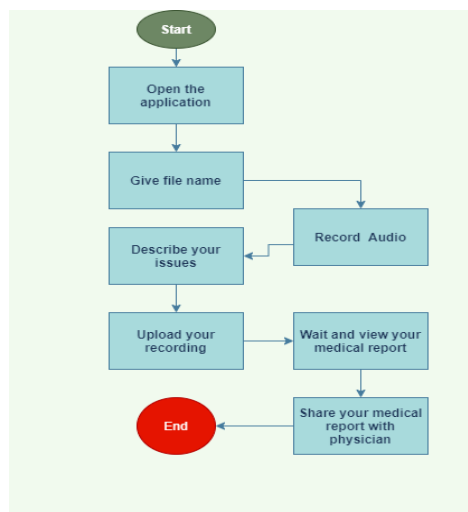 Start
Open the
application
Give file name
Record Audio
Describe your
issues
Upload your
recording
Wait and view your
medical report
Share your medical
report with
physician
End